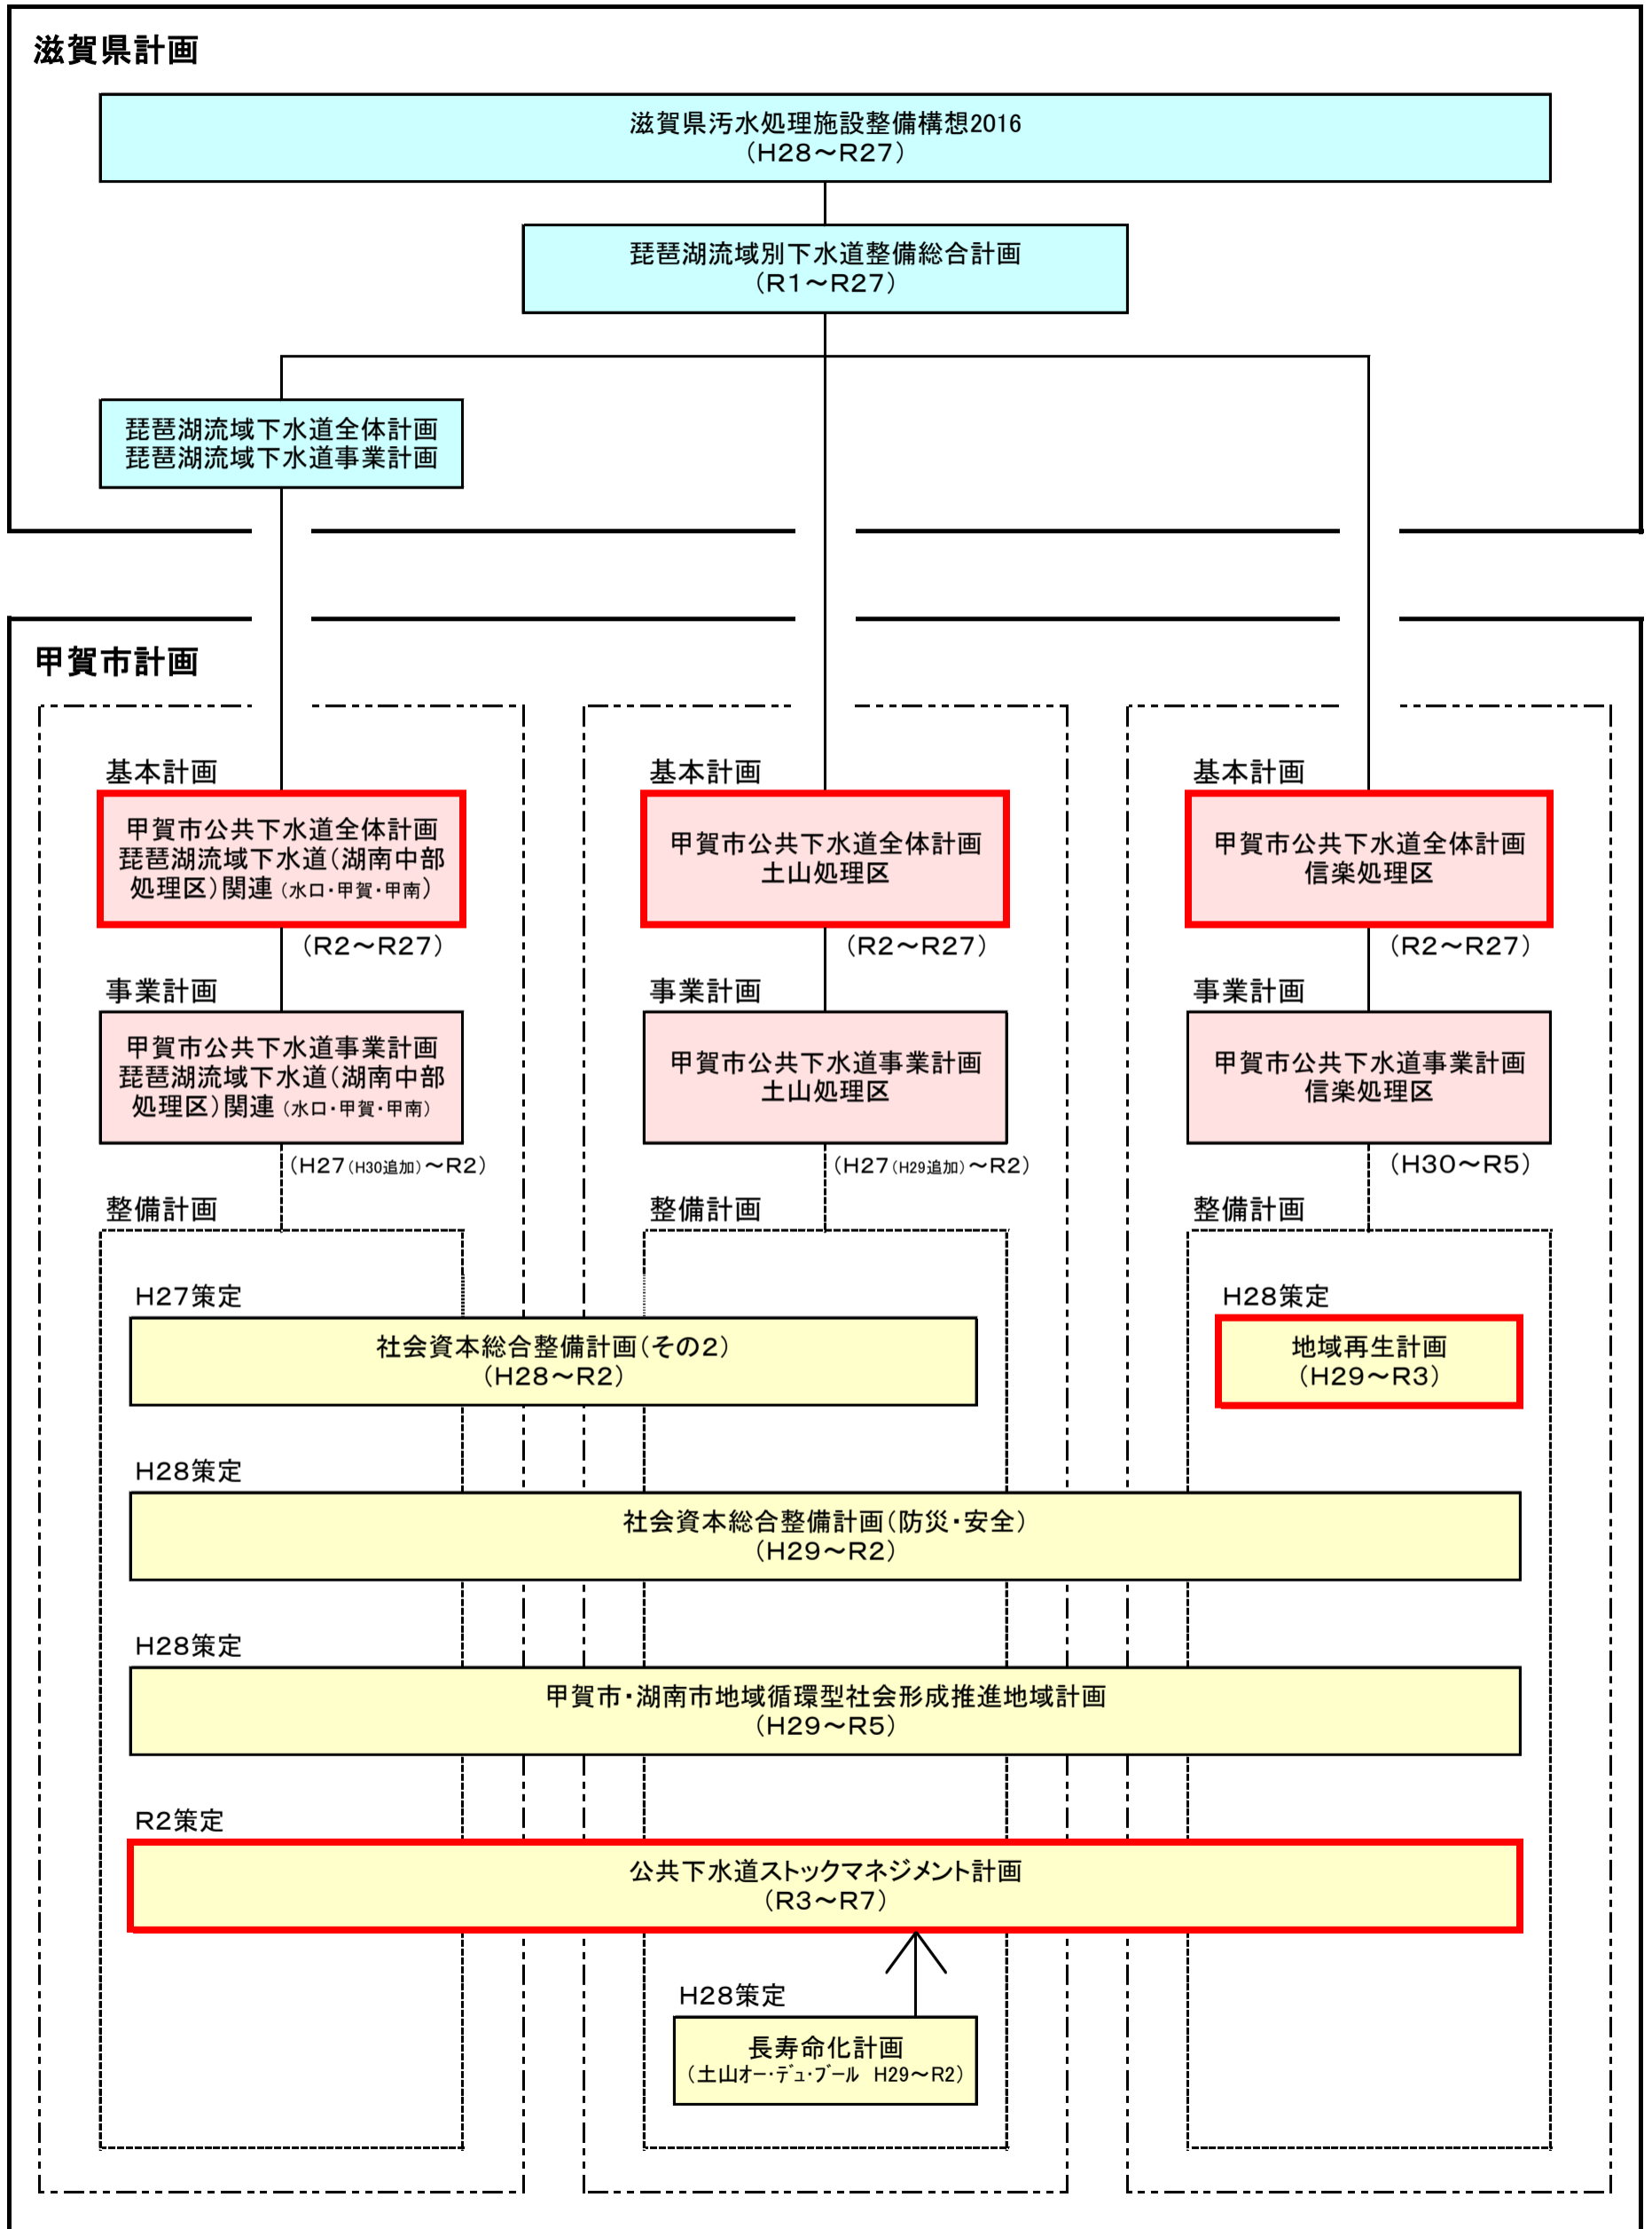 滋賀県計画
滋賀県汚水処理施設整備構想2016
（H28～R27）
琵琶湖流域別下水道整備総合計画
（R1～R27）
琵琶湖流域下水道全体計画
琵琶湖流域下水道事業計画
甲賀市計画
基本計画
甲賀市公共下水道全体計画
琵琶湖流域下水道（湖南中部
処理区）関連（水口・甲賀・甲南）
（R2～R27）
基本計画
甲賀市公共下水道全体計画
土山処理区
（R2～R27）
基本計画
甲賀市公共下水道全体計画
信楽処理区
（R2～R27）
事業計画
甲賀市公共下水道事業計画
琵琶湖流域下水道（湖南中部
処理区）関連（水口・甲賀・甲南）
（H27（H30追加）～R2）
事業計画
甲賀市公共下水道事業計画
土山処理区
（H27（H29追加）～R2）
事業計画
甲賀市公共下水道事業計画
信楽処理区
（H30～R5）
整備計画
整備計画
整備計画
H27策定
社会資本総合整備計画（その2）
（H28～R2）
H28策定
地域再生計画
（H29～R3）
H28策定
社会資本総合整備計画（防災・安全）
（H29～R2）
H28策定
甲賀市・湖南市地域循環型社会形成推進地域計画
（H29～R5）
R2策定
公共下水道ストックマネジメント計画
（R3～R7）
H28策定
長寿命化計画
（土山オー・デュ・ブール　H29～R2）